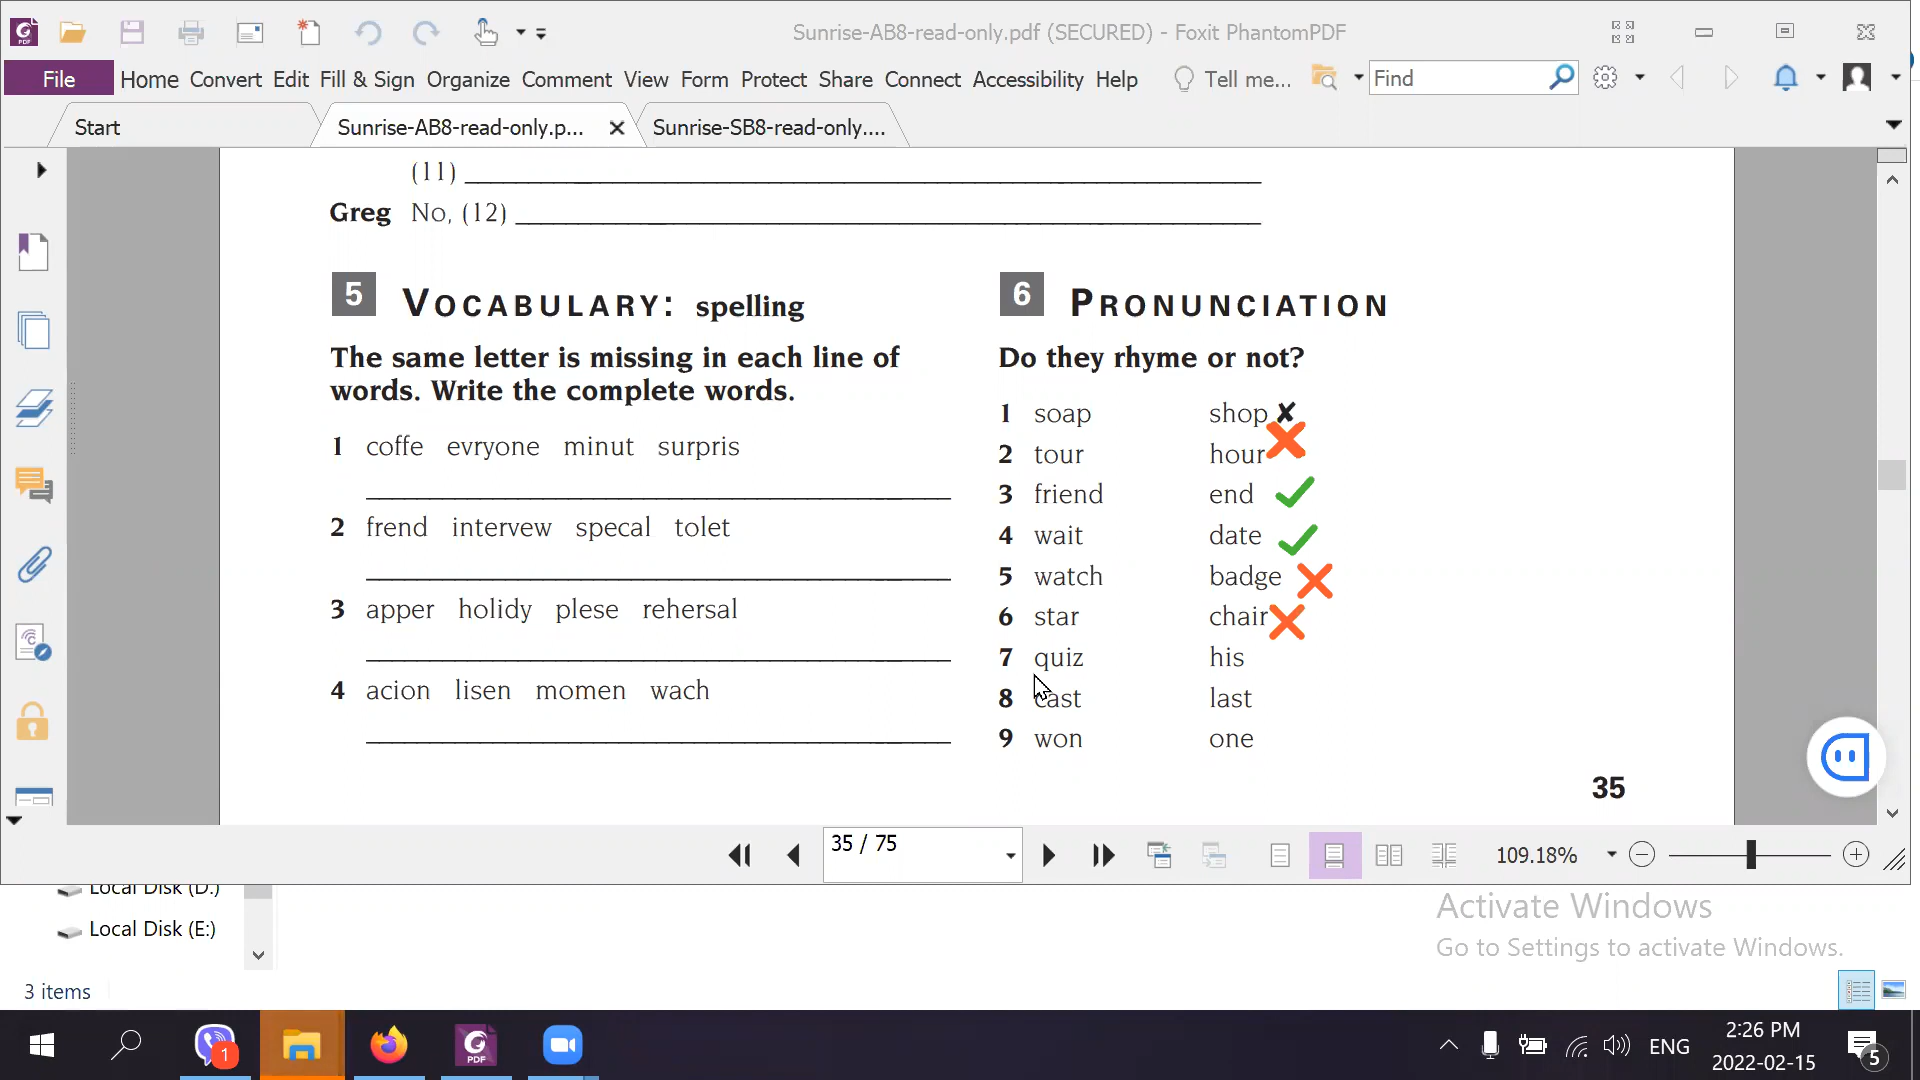 Sunrise-AB8-read-only.pdf (SECURED) - Foxit PhantomPDF
File Home Convert Edit Fill & Sign Organize Comment View Form Protect Share Connect Accessibility Help Tell me... Find
Start Sunrise-AB8-read-only.p... Sunrise-SB8-read-only....
(11)
Greg No, (12)
5 VOCABULARY: spelling
The same letter is missing in each line of
words. Write the complete words.
1 coffe evryone minut surpris
2 frend intervew specal tolet
3 apper holidy plese rehersal
4 acion lisen momen wach
6 PRONUNCIATION
Do they rhyme or not?
1 soap shop ✘
2 tour hour
3 friend end
4 wait date
5 watch badge
6 star chair
7 quiz his
8 cast last
9 won one
35
35 / 75
109.18%
Local Disk (D:)
Local Disk (E:)
3 items
Activate Windows
Go to Settings to activate Windows.
1
PDF
ENG
2:26 PM
2022-02-15
5